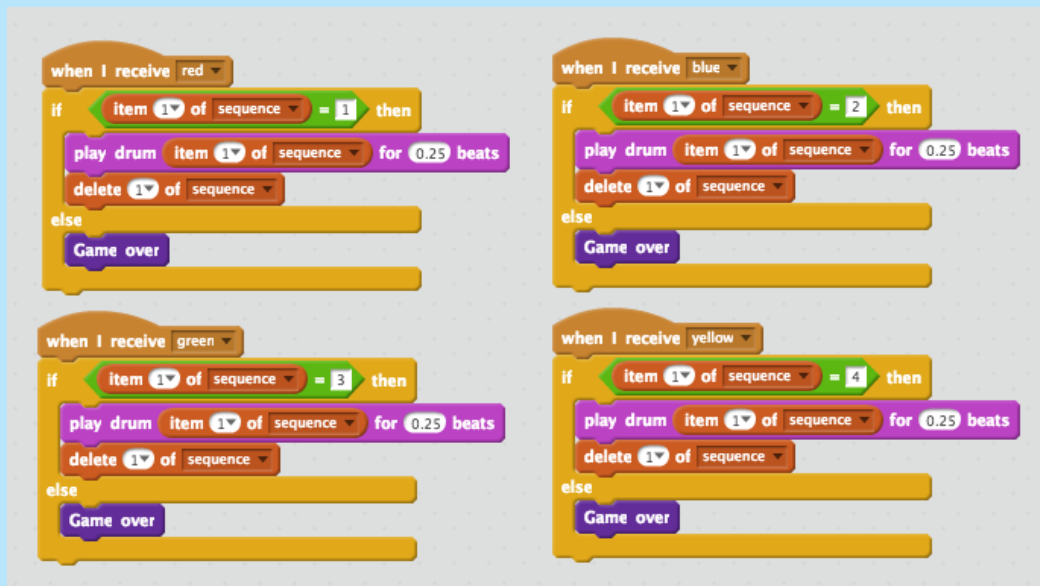 when I receive red
if item 1 of sequence = 1 then
play drum item 1 of sequence for 0.25 beats
delete 1 of sequence
else
Game over
when I receive blue
if item 1 of sequence = 2 then
play drum item 1 of sequence for 0.25 beats
delete 1 of sequence
else
Game over
when I receive green
if item 1 of sequence = 3 then
play drum item 1 of sequence for 0.25 beats
delete 1 of sequence
else
Game over
when I receive yellow
if item 1 of sequence = 4 then
play drum item 1 of sequence for 0.25 beats
delete 1 of sequence
else
Game over